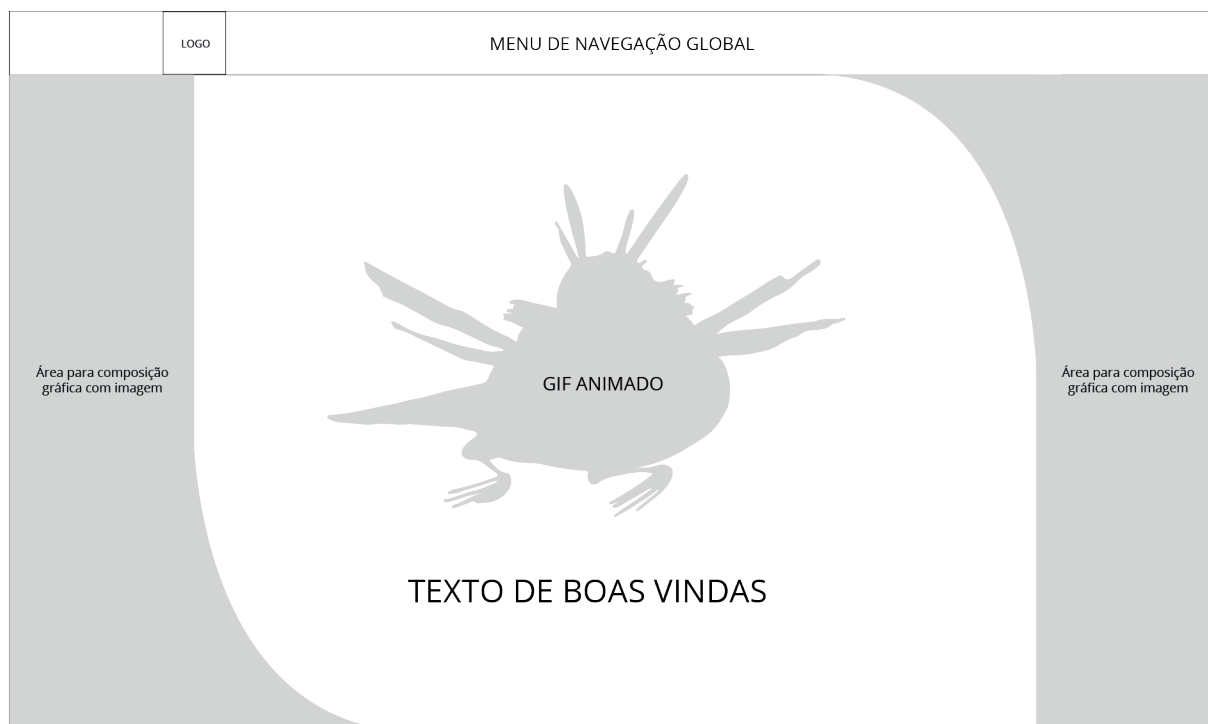 LOGO
MENU DE NAVEGAÇÃO GLOBAL
Área para composição
gráfica com imagem
GIF ANIMADO
Área para composição
gráfica com imagem
TEXTO DE BOAS VINDAS